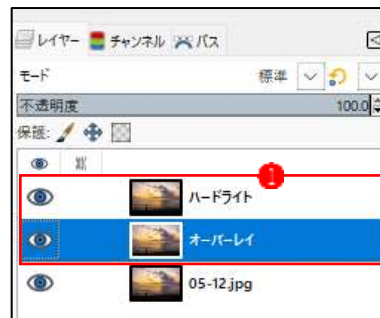 レイヤー チャンネル パス
モード 標準
不透明度 100.0
保護:
1
ハードライト
オーバーレイ
05-12.jpg